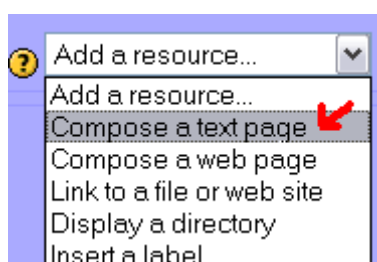 ?
Add a resource...
Add a resource...
Compose a text page
Compose a web page
Link to a file or web site
Display a directory
Insert a label